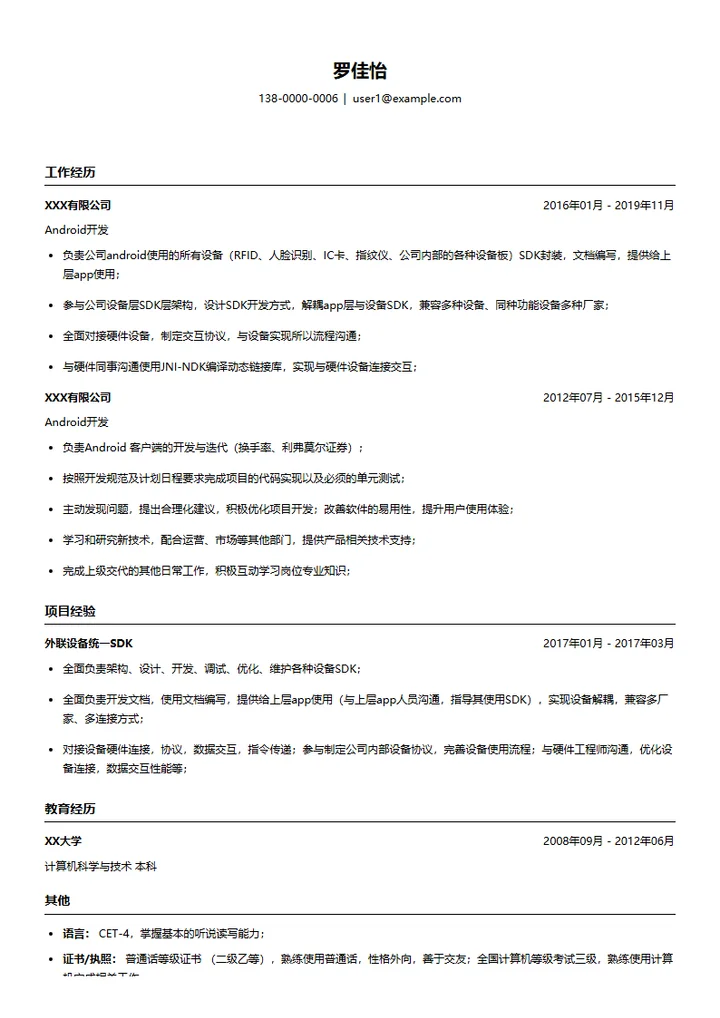 罗佳怡
138-0000-0006 | user1@example.com
工作经历
XXX有限公司 2016年01月 - 2019年11月
Android开发
• 负责公司android使用的所有设备（RFID、人脸识别、IC卡、指纹仪、公司内部的各种设备板）SDK封装，文档编写，提供给上
层app使用；
• 参与公司设备层SDK层架构，设计SDK开发方式，解耦app层与设备SDK，兼容多种设备、同种功能设备多种厂家；
• 全面对接硬件设备，制定交互协议，与设备实现所以流程沟通；
• 与硬件同事沟通使用JNI-NDK编译动态链接库，实现与硬件设备连接交互；
XXX有限公司 2012年07月 - 2015年12月
Android开发
• 负责Android 客户端的开发与迭代（换手率、利弗莫尔证券）；
• 按照开发规范及计划日程要求完成项目的代码实现以及必须的单元测试；
• 主动发现问题，提出合理化建议，积极优化项目开发；改善软件的易用性，提升用户使用体验；
• 学习和研究新技术，配合运营、市场等其他部门，提供产品相关技术支持；
• 完成上级交代的其他日常工作，积极互动学习岗位专业知识；
项目经验
外联设备统一SDK 2017年01月 - 2017年03月
• 全面负责架构、设计、开发、调试、优化、维护各种设备SDK；
• 全面负责开发文档，使用文档编写，提供给上层app使用（与上层app人员沟通，指导其使用SDK），实现设备解耦，兼容多厂
家、多连接方式；
• 对接设备硬件连接，协议，数据交互，指令传递；参与制定公司内部设备协议，完善设备使用流程；与硬件工程师沟通，优化设
备连接，数据交互性能等；
教育经历
XX大学 2008年09月 - 2012年06月
计算机科学与技术 本科
其他
• 语言： CET-4，掌握基本的听说读写能力；
• 证书/执照： 普通话等级证书 （二级乙等），熟练使用普通话，性格外向，善于交友；全国计算机等级考试三级，熟练使用计算